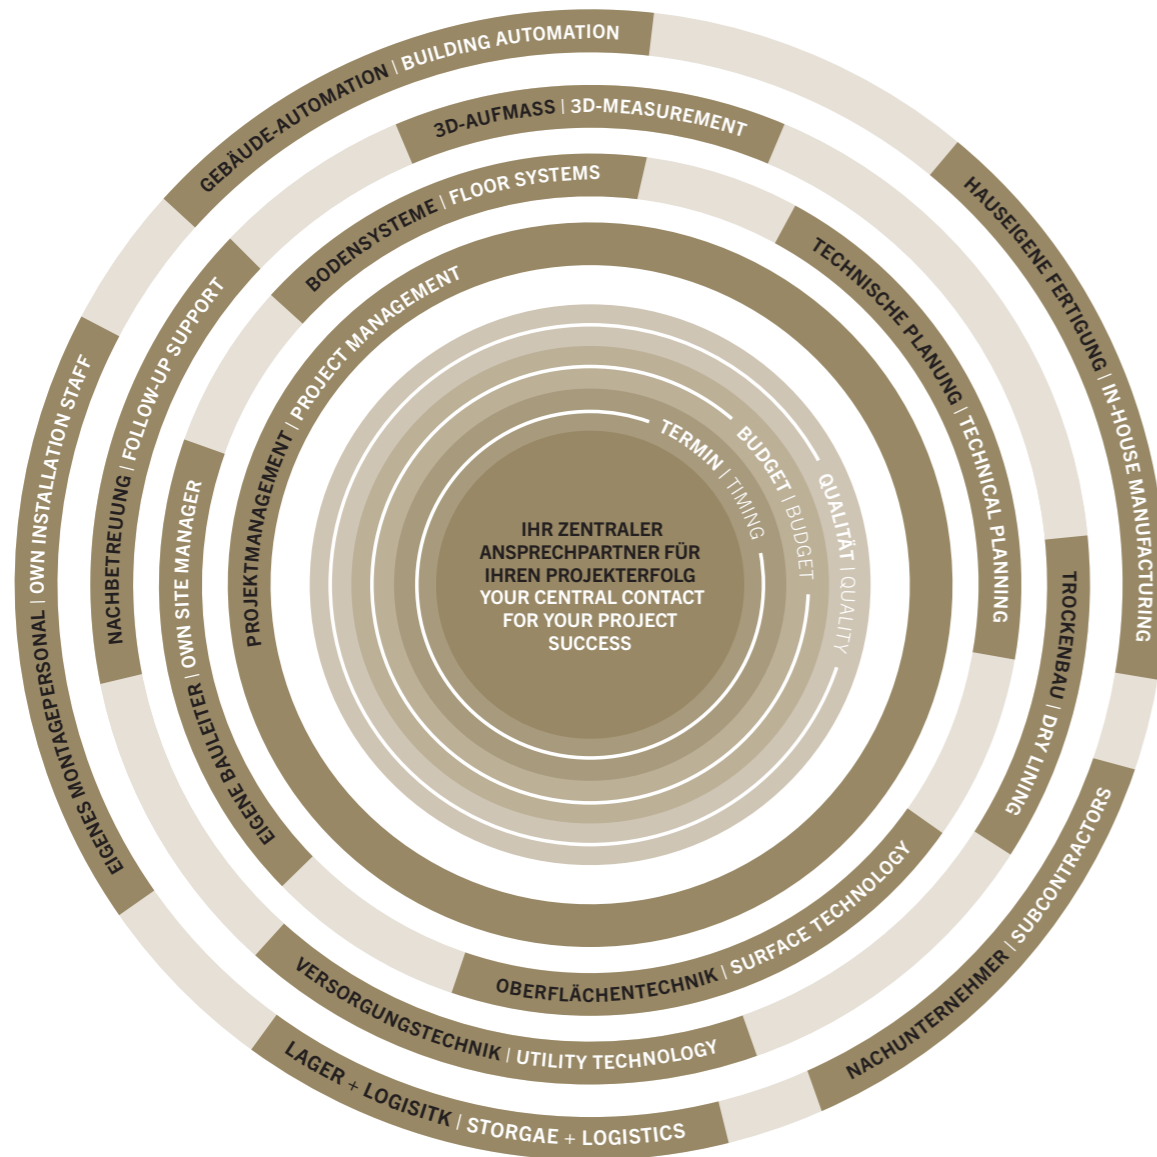 GEBÄUDE-AUTOMATION | BUILDING AUTOMATION
HAUSEIGENE FERTIGUNG | IN-HOUSE MANUFACTURING
NACHUNTERNEHMER | SUBCONTRACTORS
LAGER + LOGISITK | STORGAE + LOGISTICS
EIGENES MONTAGEPERSONAL | OWN INSTALLATION STAFF
3D-AUFMASS | 3D-MEASUREMENT
TROCKENBAU | DRY LINING
VERSORGUNGSTECHNIK | UTILITY TECHNOLOGY
NACHBETREUUNG | FOLLOW-UP SUPPORT
BODENSYSTEME | FLOOR SYSTEMS
TECHNISCHE PLANUNG | TECHNICAL PLANNING
OBERFLÄCHENTECHNIK | SURFACE TECHNOLOGY
EIGENE BAULEITER | OWN SITE MANAGER
PROJEKTMANAGEMENT | PROJECT MANAGEMENT
QUALITÄT | QUALITY
BUDGET | BUDGET
TERMIN | TIMING
IHR ZENTRALER
ANSPRECHPARTNER FÜR
IHREN PROJEKTERFOLG
YOUR CENTRAL CONTACT
FOR YOUR PROJECT
SUCCESS